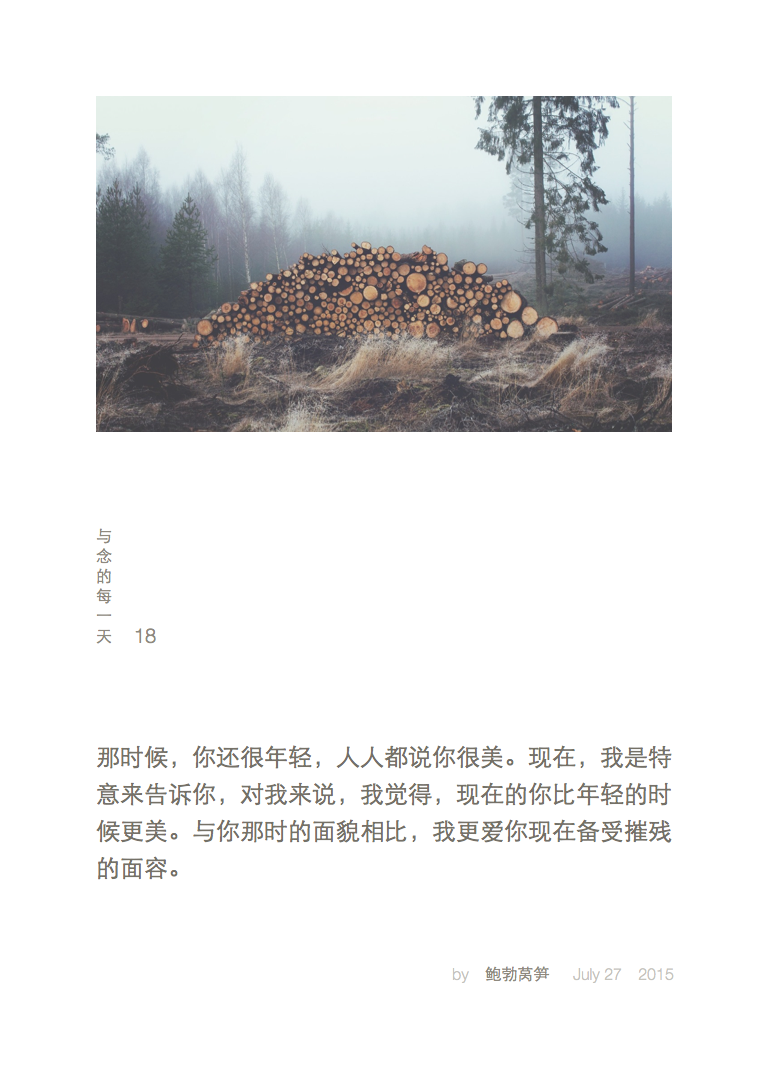 与念的每一天
18
那时候，你还很年轻，人人都说你很美。现在，我是特
意来告诉你，对我来说，我觉得，现在的你比年轻的时
候更美。与你那时的面貌相比，我更爱你现在备受摧残
的面容。
by 鲍勃莴笋 July 27 2015